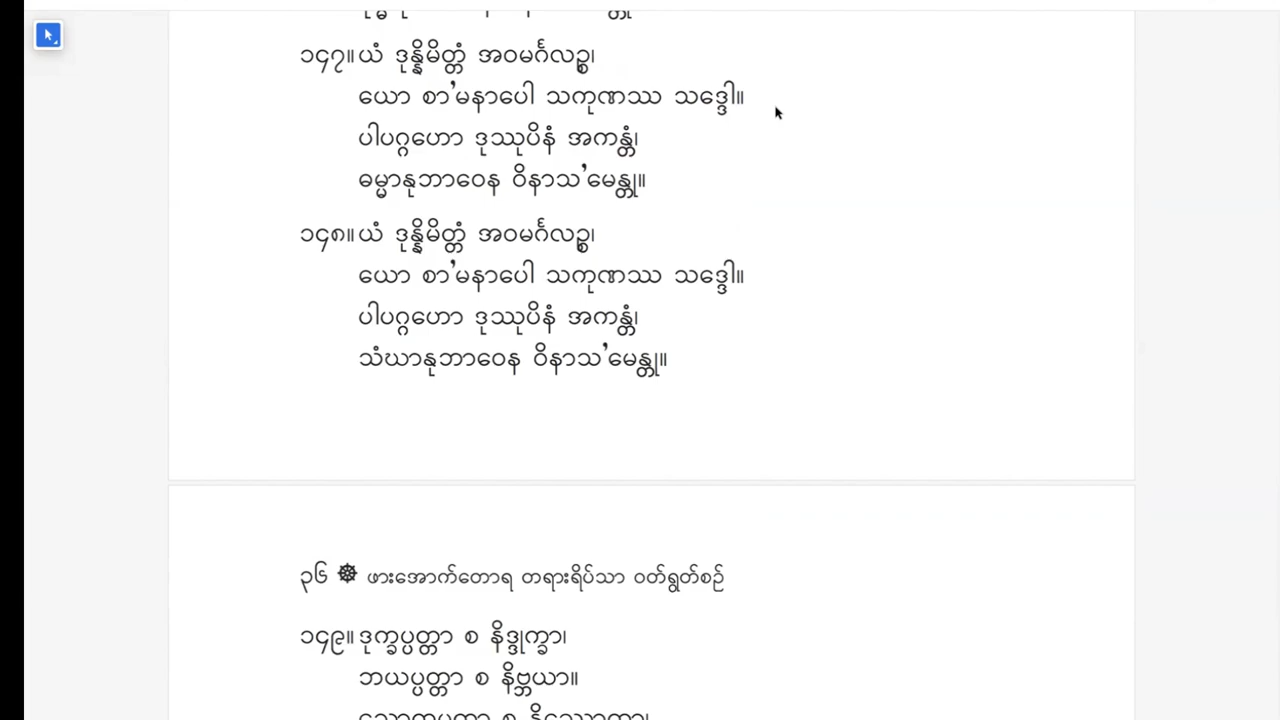 ၁၄၇။ ယံ ဒုန္နိမိတ္တံ အဝမင်္ဂလဉ္စ၊
ယော စာ’မနာပေါ သကုဏဿ သဒ္ဒေါ။
ပါပဂ္ဂဟော ဒုဿုပိနံ အကန္တံ၊
ဓမ္မာနုဘာဝေန ဝိနာသ’မေန္တု။
၁၄၈။ ယံ ဒုန္နိမိတ္တံ အဝမင်္ဂလဉ္စ၊
ယော စာ’မနာပေါ သကုဏဿ သဒ္ဒေါ။
ပါပဂ္ဂဟော ဒုဿုပိနံ အကန္တံ၊
သံဃာနုဘာဝေန ဝိနာသ’မေန္တု။
၃၆ ☸ ဖားအောက်တောရ တရားရိပ်သာ ဝတ်ရွတ်စဉ်
၁၄၉။ ဒုက္ခပ္ပတ္တာ စ နိဒ္ဒုက္ခာ၊
ဘယပ္ပတ္တာ စ နိဗ္ဘယာ။